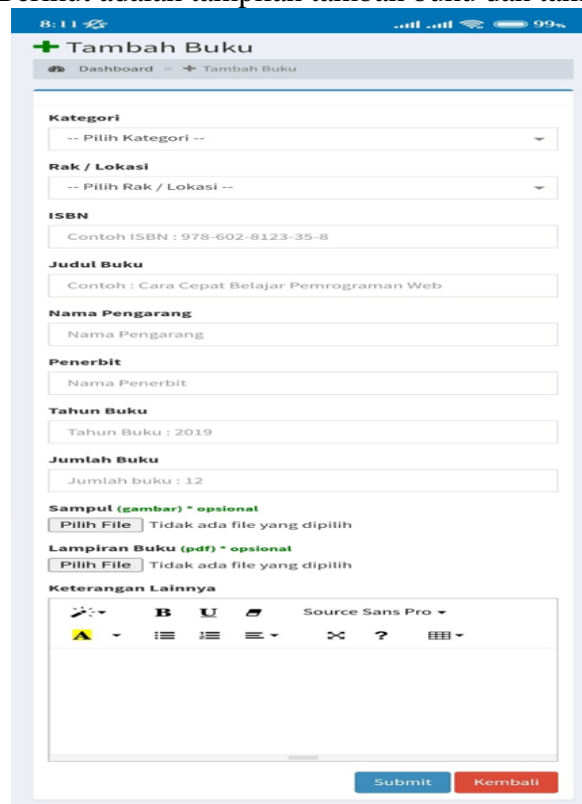 8:11 99%
Tambah Buku
Dashboard > Tambah Buku
Kategori
-- Pilih Kategori --
Rak / Lokasi
-- Pilih Rak / Lokasi --
ISBN
Contoh ISBN : 978-602-8123-35-8
Judul Buku
Contoh : Cara Cepat Belajar Pemrograman Web
Nama Pengarang
Nama Pengarang
Penerbit
Nama Penerbit
Tahun Buku
Tahun Buku : 2019
Jumlah Buku
Jumlah buku : 12
Sampul (gambar) * opsional
Pilih File Tidak ada file yang dipilih
Lampiran Buku (pdf) * opsional
Pilih File Tidak ada file yang dipilih
Keterangan Lainnya
B U Source Sans Pro
A ?
Submit Kembali